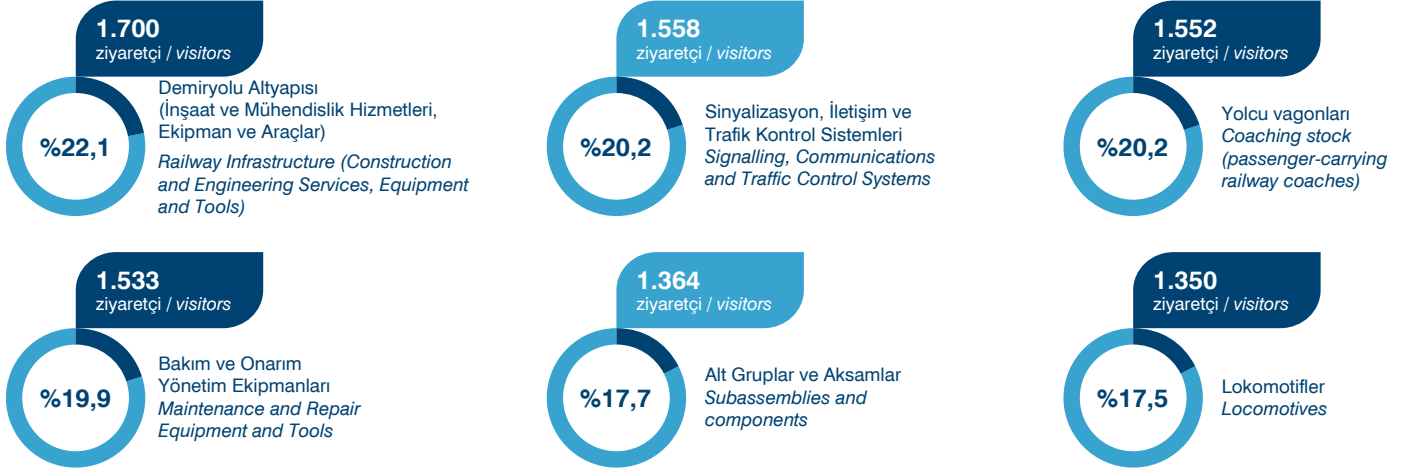 1.700
ziyaretçi / visitors
%22,1
Demiryolu Altyapısı
(İnşaat ve Mühendislik Hizmetleri,
Ekipman ve Araçlar)
Railway Infrastructure (Construction
and Engineering Services, Equipment
and Tools)
1.558
ziyaretçi / visitors
%20,2
Sinyalizasyon, İletişim ve
Trafik Kontrol Sistemleri
Signalling, Communications
and Traffic Control Systems
1.552
ziyaretçi / visitors
%20,2
Yolcu vagonları
Coaching stock
(passenger-carrying
railway coaches)
1.533
ziyaretçi / visitors
%19,9
Bakım ve Onarım
Yönetim Ekipmanları
Maintenance and Repair
Equipment and Tools
1.364
ziyaretçi / visitors
%17,7
Alt Gruplar ve Aksamlar
Subassemblies and
components
1.350
ziyaretçi / visitors
%17,5
Lokomotifler
Locomotives